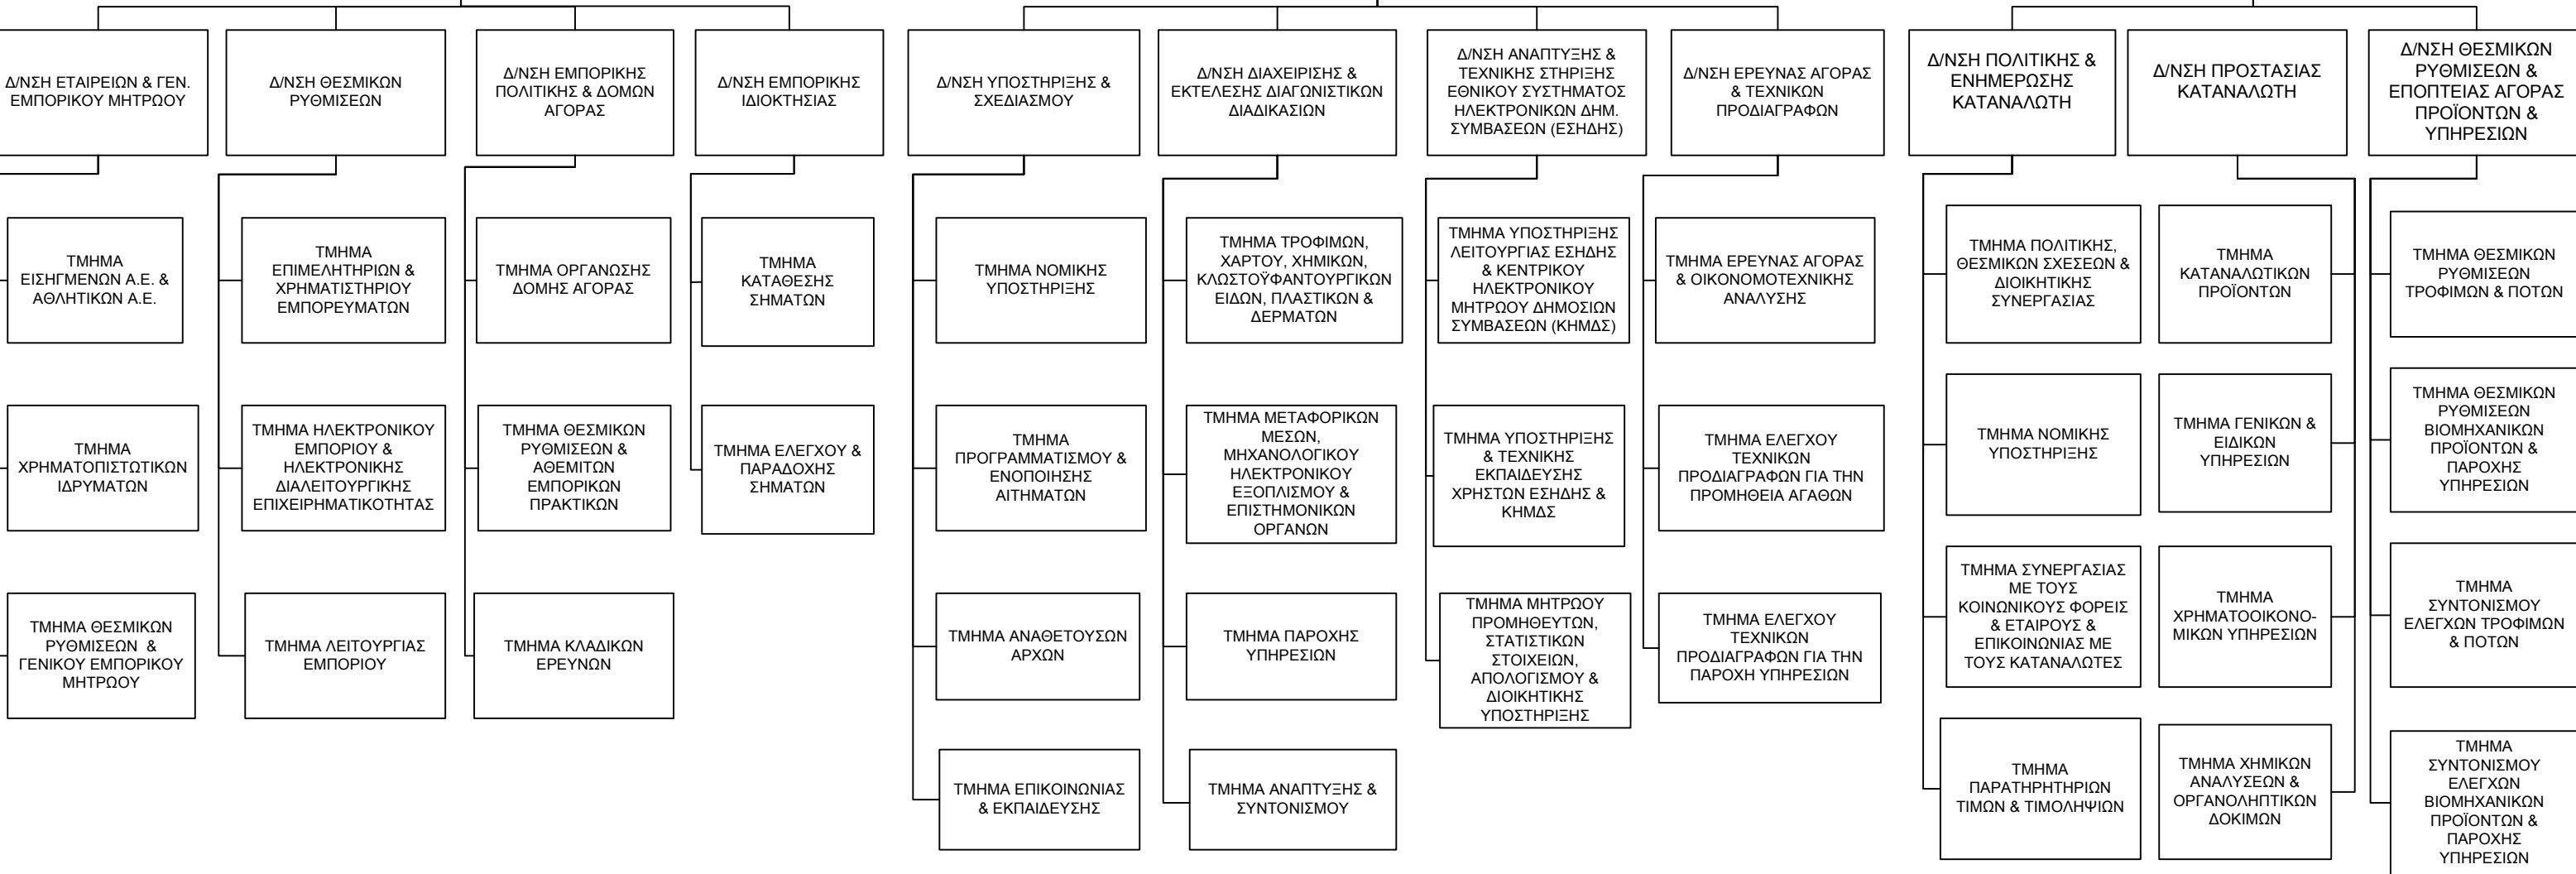 Δ/ΝΣΗ ΕΤΑΙΡΕΙΩΝ & ΓΕΝ.
ΕΜΠΟΡΙΚΟΥ ΜΗΤΡΩΟΥ
Δ/ΝΣΗ ΘΕΣΜΙΚΩΝ
ΡΥΘΜΙΣΕΩΝ
Δ/ΝΣΗ ΕΜΠΟΡΙΚΗΣ
ΠΟΛΙΤΙΚΗΣ & ΔΟΜΩΝ
ΑΓΟΡΑΣ
Δ/ΝΣΗ ΕΜΠΟΡΙΚΗΣ
ΙΔΙΟΚΤΗΣΙΑΣ
Δ/ΝΣΗ ΥΠΟΣΤΗΡΙΞΗΣ &
ΣΧΕΔΙΑΣΜΟΥ
Δ/ΝΣΗ ΔΙΑΧΕΙΡΙΣΗΣ &
ΕΚΤΕΛΕΣΗΣ ΔΙΑΓΩΝΙΣΤΙΚΩΝ
ΔΙΑΔΙΚΑΣΙΩΝ
Δ/ΝΣΗ ΑΝΑΠΤΥΞΗΣ &
ΤΕΧΝΙΚΗΣ ΣΤΗΡΙΞΗΣ
ΕΘΝΙΚΟΥ ΣΥΣΤΗΜΑΤΟΣ
ΗΛΕΚΤΡΟΝΙΚΩΝ ΔΗΜ.
ΣΥΜΒΑΣΕΩΝ (ΕΣΗΔΗΣ)
Δ/ΝΣΗ ΕΡΕΥΝΑΣ ΑΓΟΡΑΣ
& ΤΕΧΝΙΚΩΝ
ΠΡΟΔΙΑΓΡΑΦΩΝ
Δ/ΝΣΗ ΠΟΛΙΤΙΚΗΣ &
ΕΝΗΜΕΡΩΣΗΣ
ΚΑΤΑΝΑΛΩΤΗ
Δ/ΝΣΗ ΠΡΟΣΤΑΣΙΑΣ
ΚΑΤΑΝΑΛΩΤΗ
Δ/ΝΣΗ ΘΕΣΜΙΚΩΝ
ΡΥΘΜΙΣΕΩΝ &
ΕΠΟΠΤΕΙΑΣ ΑΓΟΡΑΣ
ΠΡΟΪΟΝΤΩΝ &
ΥΠΗΡΕΣΙΩΝ
ΤΜΗΜΑ
ΕΙΣΗΓΜΕΝΩΝ Α.Ε. &
ΑΘΛΗΤΙΚΩΝ Α.Ε.
ΤΜΗΜΑ
ΕΠΙΜΕΛΗΤΗΡΙΩΝ &
ΧΡΗΜΑΤΙΣΤΗΡΙΟΥ
ΕΜΠΟΡΕΥΜΑΤΩΝ
ΤΜΗΜΑ ΟΡΓΑΝΩΣΗΣ
ΔΟΜΗΣ ΑΓΟΡΑΣ
ΤΜΗΜΑ
ΚΑΤΑΘΕΣΗΣ
ΣΗΜΑΤΩΝ
ΤΜΗΜΑ ΝΟΜΙΚΗΣ
ΥΠΟΣΤΗΡΙΞΗΣ
ΤΜΗΜΑ ΤΡΟΦΙΜΩΝ,
ΧΑΡΤΟΥ, ΧΗΜΙΚΩΝ,
ΚΛΩΣΤΟΫΦΑΝΤΟΥΡΓΙΚΩΝ
ΕΙΔΩΝ, ΠΛΑΣΤΙΚΩΝ &
ΔΕΡΜΑΤΩΝ
ΤΜΗΜΑ ΥΠΟΣΤΗΡΙΞΗΣ
ΛΕΙΤΟΥΡΓΙΑΣ ΕΣΗΔΗΣ
& ΚΕΝΤΡΙΚΟΥ
ΗΛΕΚΤΡΟΝΙΚΟΥ
ΜΗΤΡΩΟΥ ΔΗΜΟΣΙΩΝ
ΣΥΜΒΑΣΕΩΝ (ΚΗΜΔΣ)
ΤΜΗΜΑ ΕΡΕΥΝΑΣ ΑΓΟΡΑΣ
& ΟΙΚΟΝΟΜΟΤΕΧΝΙΚΗΣ
ΑΝΑΛΥΣΗΣ
ΤΜΗΜΑ ΠΟΛΙΤΙΚΗΣ,
ΘΕΣΜΙΚΩΝ ΣΧΕΣΕΩΝ &
ΔΙΟΙΚΗΤΙΚΗΣ
ΣΥΝΕΡΓΑΣΙΑΣ
ΤΜΗΜΑ
ΚΑΤΑΝΑΛΩΤΙΚΩΝ
ΠΡΟΪΟΝΤΩΝ
ΤΜΗΜΑ ΘΕΣΜΙΚΩΝ
ΡΥΘΜΙΣΕΩΝ
ΤΡΟΦΙΜΩΝ & ΠΟΤΩΝ
ΤΜΗΜΑ
ΧΡΗΜΑΤΟΠΙΣΤΩΤΙΚΩΝ
ΙΔΡΥΜΑΤΩΝ
ΤΜΗΜΑ ΗΛΕΚΤΡΟΝΙΚΟΥ
ΕΜΠΟΡΙΟΥ &
ΗΛΕΚΤΡΟΝΙΚΗΣ
ΔΙΑΛΕΙΤΟΥΡΓΙΚΗΣ
ΕΠΙΧΕΙΡΗΜΑΤΙΚΟΤΗΤΑΣ
ΤΜΗΜΑ ΘΕΣΜΙΚΩΝ
ΡΥΘΜΙΣΕΩΝ &
ΑΘΕΜΙΤΩΝ
ΕΜΠΟΡΙΚΩΝ
ΠΡΑΚΤΙΚΩΝ
ΤΜΗΜΑ ΕΛΕΓΧΟΥ &
ΠΑΡΑΔΟΧΗΣ
ΣΗΜΑΤΩΝ
ΤΜΗΜΑ
ΠΡΟΓΡΑΜΜΑΤΙΣΜΟΥ &
ΕΝΟΠΟΙΗΣΗΣ
ΑΙΤΗΜΑΤΩΝ
ΤΜΗΜΑ ΜΕΤΑΦΟΡΙΚΩΝ
ΜΕΣΩΝ,
ΜΗΧΑΝΟΛΟΓΙΚΟΥ
ΗΛΕΚΤΡΟΝΙΚΟΥ
ΕΞΟΠΛΙΣΜΟΥ &
ΕΠΙΣΤΗΜΟΝΙΚΩΝ
ΟΡΓΑΝΩΝ
ΤΜΗΜΑ ΥΠΟΣΤΗΡΙΞΗΣ
& ΤΕΧΝΙΚΗΣ
ΕΚΠΑΙΔΕΥΣΗΣ
ΧΡΗΣΤΩΝ ΕΣΗΔΗΣ &
ΚΗΜΔΣ
ΤΜΗΜΑ ΕΛΕΓΧΟΥ
ΤΕΧΝΙΚΩΝ
ΠΡΟΔΙΑΓΡΑΦΩΝ ΓΙΑ ΤΗΝ
ΠΡΟΜΗΘΕΙΑ ΑΓΑΘΩΝ
ΤΜΗΜΑ ΝΟΜΙΚΗΣ
ΥΠΟΣΤΗΡΙΞΗΣ
ΤΜΗΜΑ ΓΕΝΙΚΩΝ &
ΕΙΔΙΚΩΝ
ΥΠΗΡΕΣΙΩΝ
ΤΜΗΜΑ ΘΕΣΜΙΚΩΝ
ΡΥΘΜΙΣΕΩΝ
ΒΙΟΜΗΧΑΝΙΚΩΝ
ΠΡΟΪΟΝΤΩΝ &
ΠΑΡΟΧΗΣ
ΥΠΗΡΕΣΙΩΝ
ΤΜΗΜΑ ΘΕΣΜΙΚΩΝ
ΡΥΘΜΙΣΕΩΝ &
ΓΕΝΙΚΟΥ ΕΜΠΟΡΙΚΟΥ
ΜΗΤΡΩΟΥ
ΤΜΗΜΑ ΛΕΙΤΟΥΡΓΙΑΣ
ΕΜΠΟΡΙΟΥ
ΤΜΗΜΑ ΚΛΑΔΙΚΩΝ
ΕΡΕΥΝΩΝ
ΤΜΗΜΑ ΑΝΑΘΕΤΟΥΣΩΝ
ΑΡΧΩΝ
ΤΜΗΜΑ ΠΑΡΟΧΗΣ
ΥΠΗΡΕΣΙΩΝ
ΤΜΗΜΑ ΜΗΤΡΩΟΥ
ΠΡΟΜΗΘΕΥΤΩΝ,
ΣΤΑΤΙΣΤΙΚΩΝ
ΣΤΟΙΧΕΙΩΝ,
ΑΠΟΛΟΓΙΣΜΟΥ &
ΔΙΟΙΚΗΤΙΚΗΣ
ΥΠΟΣΤΗΡΙΞΗΣ
ΤΜΗΜΑ ΕΛΕΓΧΟΥ
ΤΕΧΝΙΚΩΝ
ΠΡΟΔΙΑΓΡΑΦΩΝ ΓΙΑ ΤΗΝ
ΠΑΡΟΧΗ ΥΠΗΡΕΣΙΩΝ
ΤΜΗΜΑ ΣΥΝΕΡΓΑΣΙΑΣ
ΜΕ ΤΟΥΣ
ΚΟΙΝΩΝΙΚΟΥΣ ΦΟΡΕΙΣ
& ΕΤΑΙΡΟΥΣ &
ΕΠΙΚΟΙΝΩΝΙΑΣ ΜΕ
ΤΟΥΣ ΚΑΤΑΝΑΛΩΤΕΣ
ΤΜΗΜΑ
ΧΡΗΜΑΤΟΟΙΚΟΝΟ-
ΜΙΚΩΝ ΥΠΗΡΕΣΙΩΝ
ΤΜΗΜΑ
ΣΥΝΤΟΝΙΣΜΟΥ
ΕΛΕΓΧΩΝ ΤΡΟΦΙΜΩΝ
& ΠΟΤΩΝ
ΤΜΗΜΑ ΕΠΙΚΟΙΝΩΝΙΑΣ
& ΕΚΠΑΙΔΕΥΣΗΣ
ΤΜΗΜΑ ΑΝΑΠΤΥΞΗΣ &
ΣΥΝΤΟΝΙΣΜΟΥ
ΤΜΗΜΑ
ΠΑΡΑΤΗΡΗΤΗΡΙΩΝ
ΤΙΜΩΝ & ΤΙΜΟΛΗΨΙΩΝ
ΤΜΗΜΑ ΧΗΜΙΚΩΝ
ΑΝΑΛΥΣΕΩΝ &
ΟΡΓΑΝΟΛΗΠΤΙΚΩΝ
ΔΟΚΙΜΩΝ
ΤΜΗΜΑ
ΣΥΝΤΟΝΙΣΜΟΥ
ΕΛΕΓΧΩΝ
ΒΙΟΜΗΧΑΝΙΚΩΝ
ΠΡΟΪΟΝΤΩΝ &
ΠΑΡΟΧΗΣ
ΥΠΗΡΕΣΙΩΝ